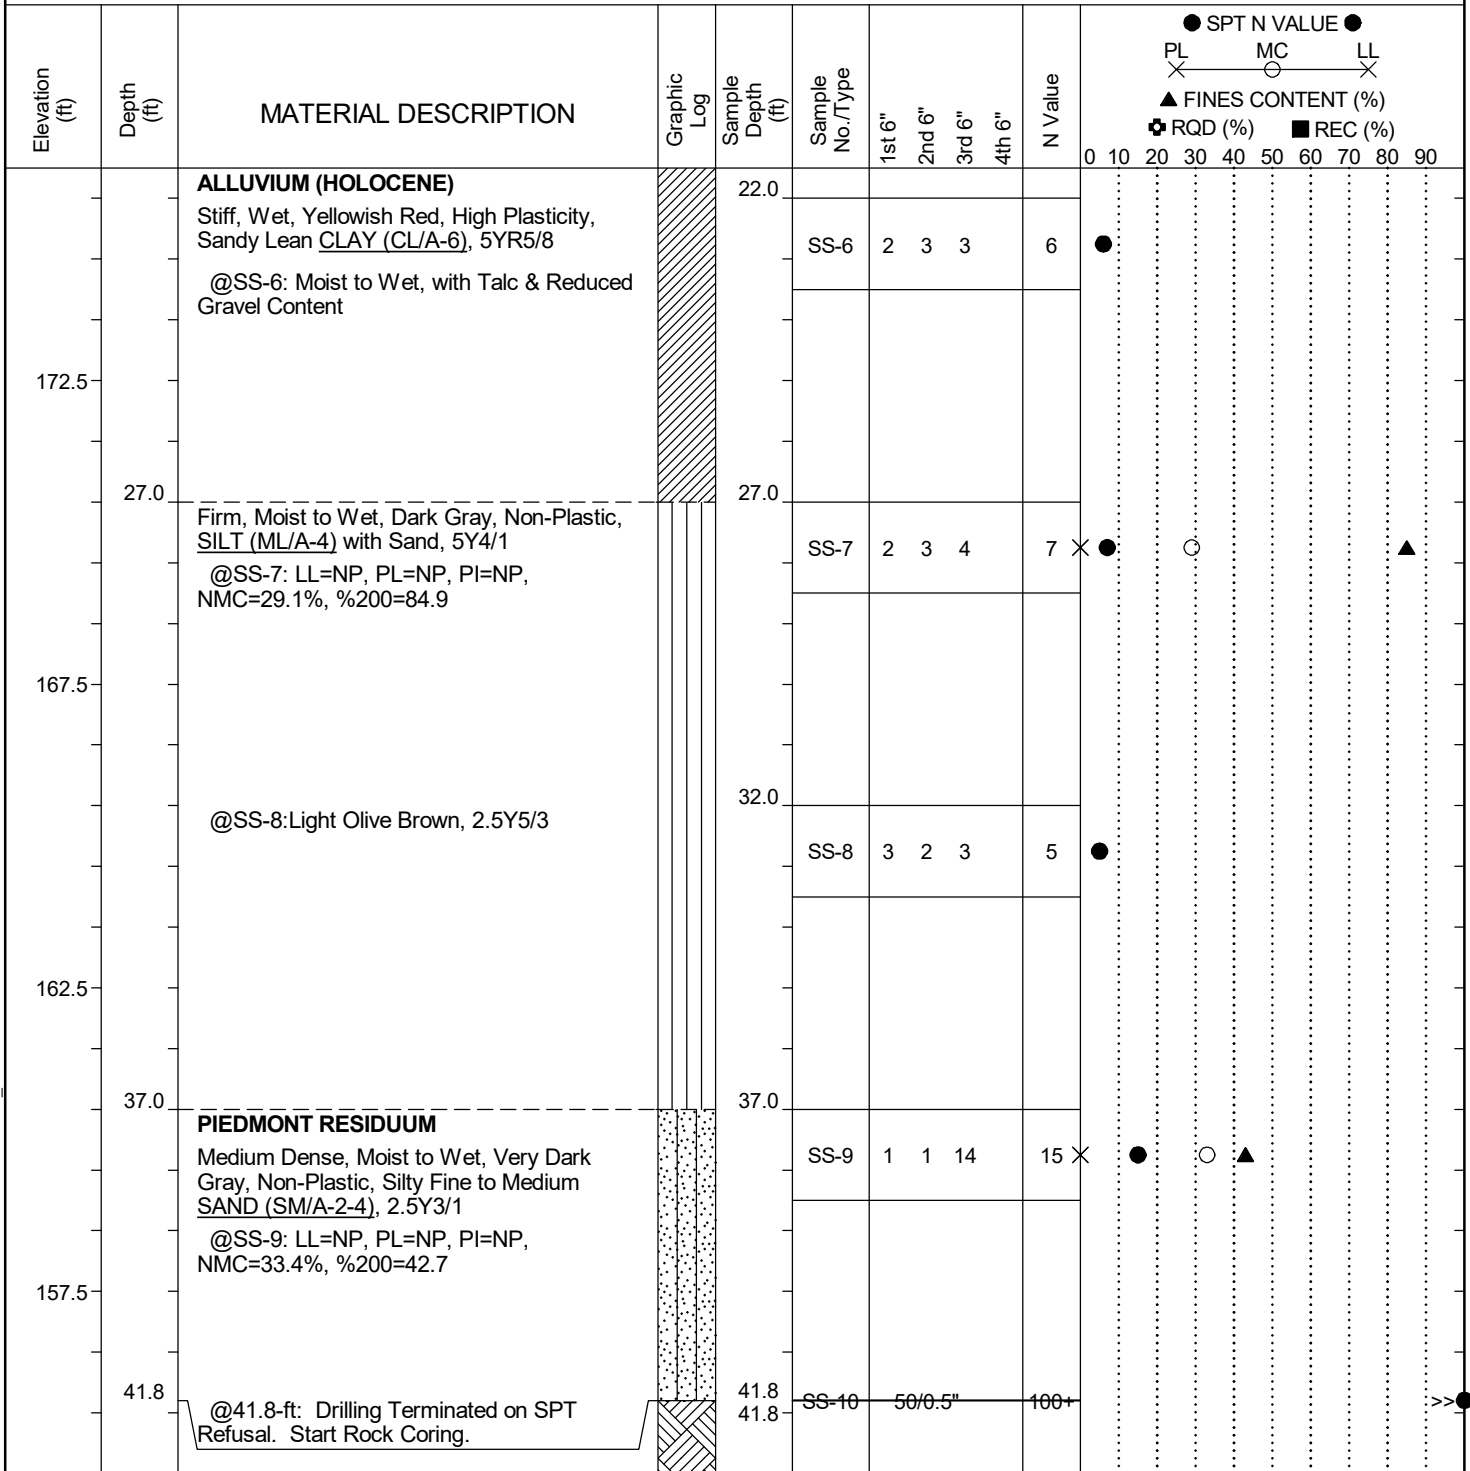 Elevation (ft)
Depth (ft)
MATERIAL DESCRIPTION
Graphic Log
Sample Depth (ft)
Sample No./Type
1st 6"
2nd 6"
3rd 6"
4th 6"
N Value
SPT N VALUE
PL MC LL
FINES CONTENT (%)
RQD (%) REC (%)
0 10 20 30 40 50 60 70 80 90
ALLUVIUM (HOLOCENE)
22.0
Stiff, Wet, Yellowish Red, High Plasticity,
Sandy Lean CLAY (CL/A-6), 5YR5/8
SS-6 2 3 3 6
@SS-6: Moist to Wet, with Talc & Reduced
Gravel Content
172.5
27.0 27.0
Firm, Moist to Wet, Dark Gray, Non-Plastic,
SILT (ML/A-4) with Sand, 5Y4/1
SS-7 2 3 4 7
@SS-7: LL=NP, PL=NP, PI=NP,
NMC=29.1%, %200=84.9
167.5
32.0
@SS-8:Light Olive Brown, 2.5Y5/3
SS-8 3 2 3 5
162.5
37.0 37.0
PIEDMONT RESIDUUM
Medium Dense, Moist to Wet, Very Dark
Gray, Non-Plastic, Silty Fine to Medium
SAND (SM/A-2-4), 2.5Y3/1
SS-9 1 1 14 15
@SS-9: LL=NP, PL=NP, PI=NP,
NMC=33.4%, %200=42.7
157.5
41.8 41.8
SS-10 50/0.5" 100+ >>
41.8
@41.8-ft: Drilling Terminated on SPT
Refusal. Start Rock Coring.